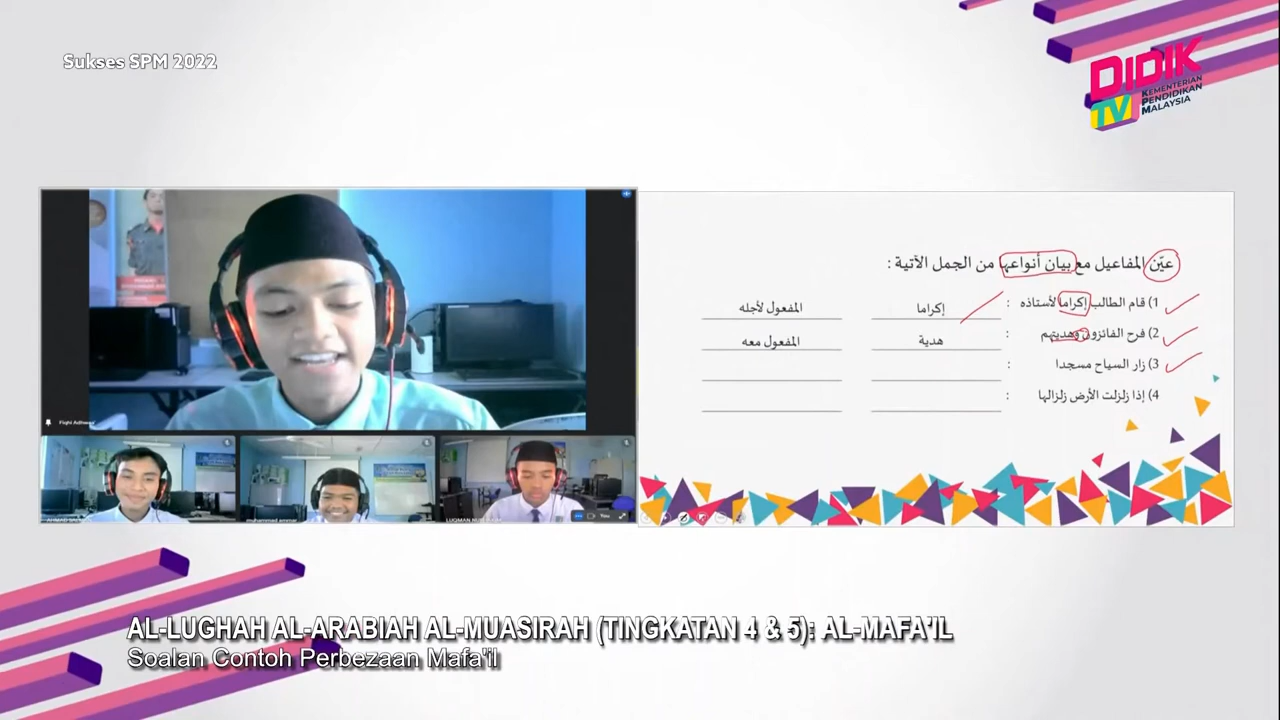 Sukses SPM 2022
DIDIK
TV
KEMENTERIAN
PENDIDIKAN
MALAYSIA
عيّن المفاعيل مع بيان أنواعها من الجمل الآتية :
1) قام الطالب إكراما لأستاذه : إكراما المفعول لأجله
2) فرح الفائزون وهديتهم : هدية المفعول معه
3) زار السياح مسجدا :
4) إذا زلزلت الأرض زلزالها :
You
AL-LUGHAH AL-ARABIAH AL-MUASIRAH (TINGKATAN 4 & 5): AL-MAFA'IL
Soalan Contoh Perbezaan Mafa'il